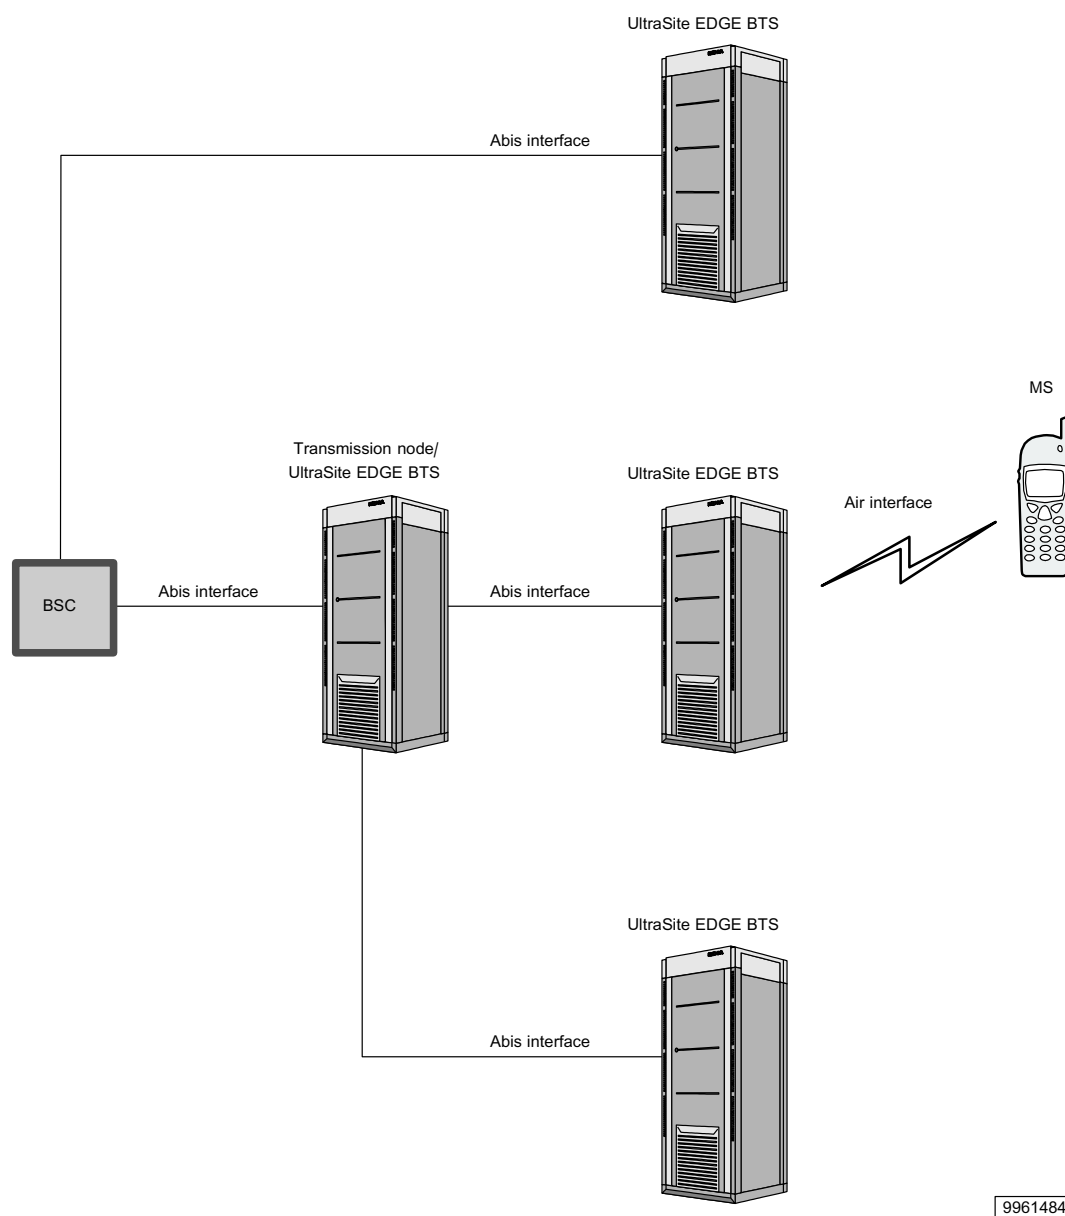 UltraSite EDGE BTS
Abis interface
MS
Transmission node/
UltraSite EDGE BTS
UltraSite EDGE BTS
Air interface
BSC
Abis interface
Abis interface
UltraSite EDGE BTS
Abis interface
9961484